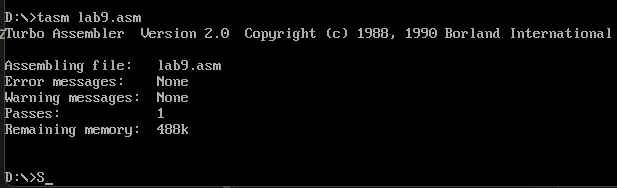 D:\>tasm lab9.asm
Turbo Assembler  Version 2.0  Copyright (c) 1988, 1990 Borland International
Assembling file:   lab9.asm
Error messages:    None
Warning messages:  None
Passes:            1
Remaining memory:  488k
D:\>S_